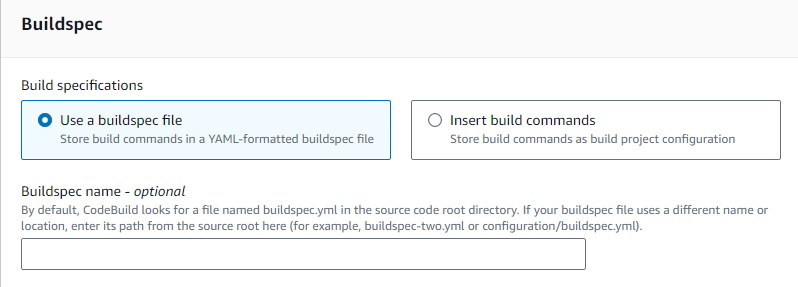 Buildspec
Build specifications
Use a buildspec file
Store build commands in a YAML-formatted buildspec file
Insert build commands
Store build commands as build project configuration
Buildspec name - optional
By default, CodeBuild looks for a file named buildspec.yml in the source code root directory. If your buildspec file uses a different name or
location, enter its path from the source root here (for example, buildspec-two.yml or configuration/buildspec.yml).